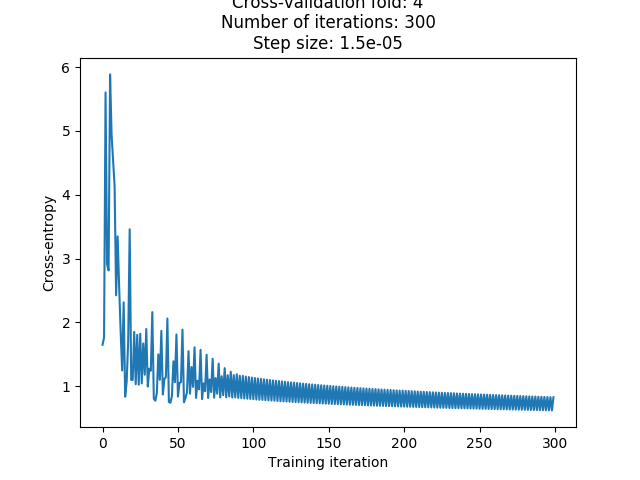 Cross-validation fold: 4
Number of iterations: 300
Step size: 1.5e-05
6
5
4
3
2
1
Cross-entropy
0 50 100 150 200 250 300
Training iteration